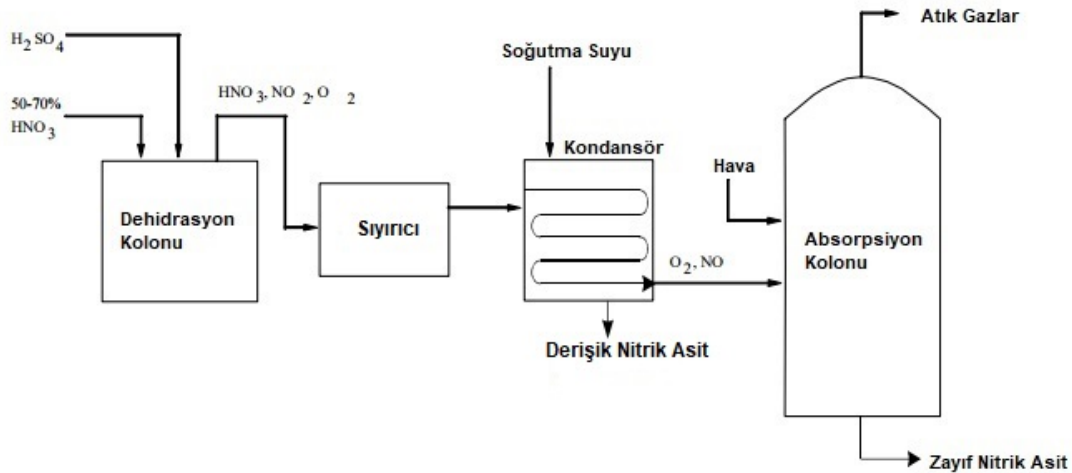 H2SO4
50-70%
HNO3
HNO3, NO2, O2
Dehidrasyon
Kolonu
Sıyırıcı
Soğutma Suyu
Kondansör
Derişik Nitrik Asit
O2, NO
Hava
Absorpsiyon
Kolonu
Atık Gazlar
Zayıf Nitrik Asit